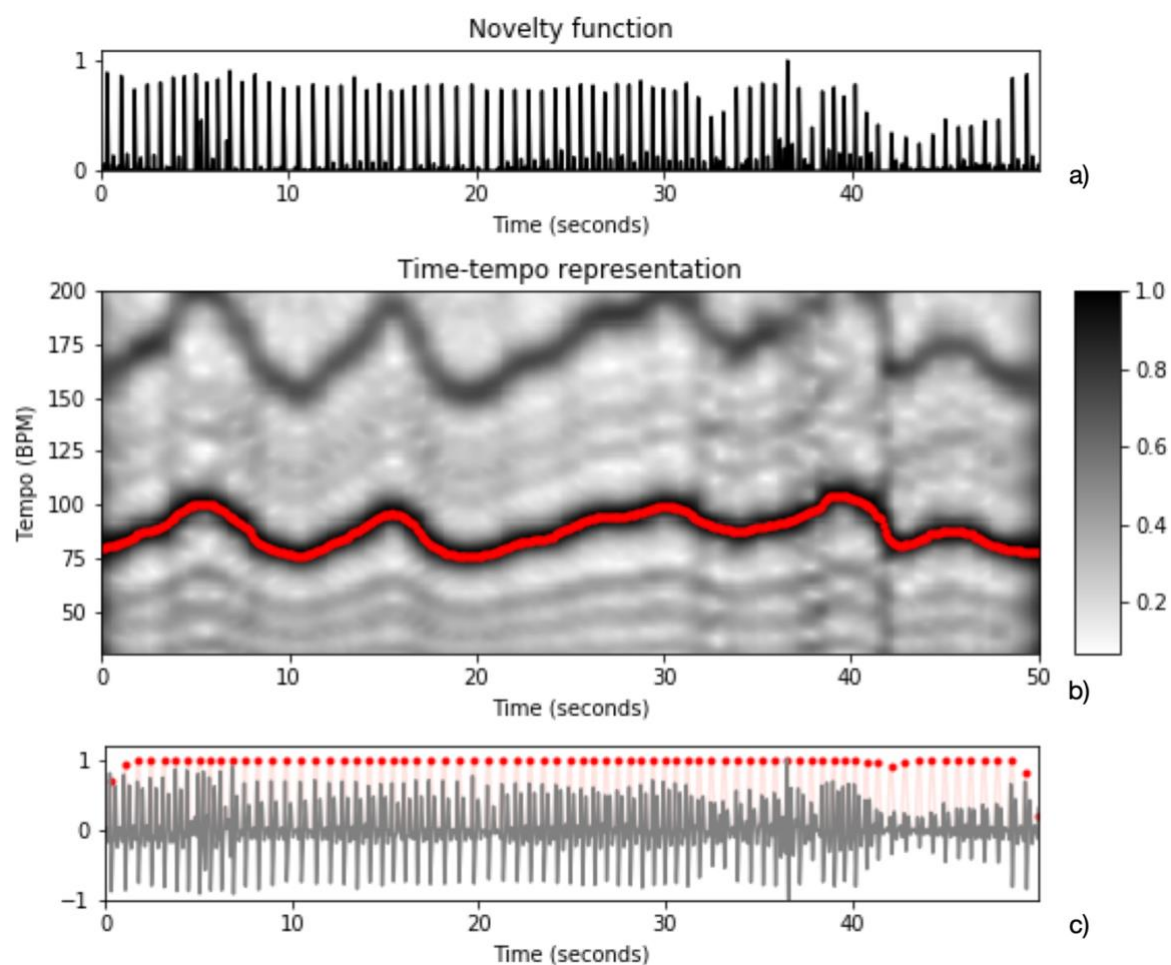 Novelty function
1
0
0 10 20 30 40
Time (seconds)
a)
Time-tempo representation
200
175
150
125
100
75
50
Tempo (BPM)
0 10 20 30 40 50
Time (seconds)
1.0
0.8
0.6
0.4
0.2
b)
1
0
−1
0 10 20 30 40
Time (seconds)
c)